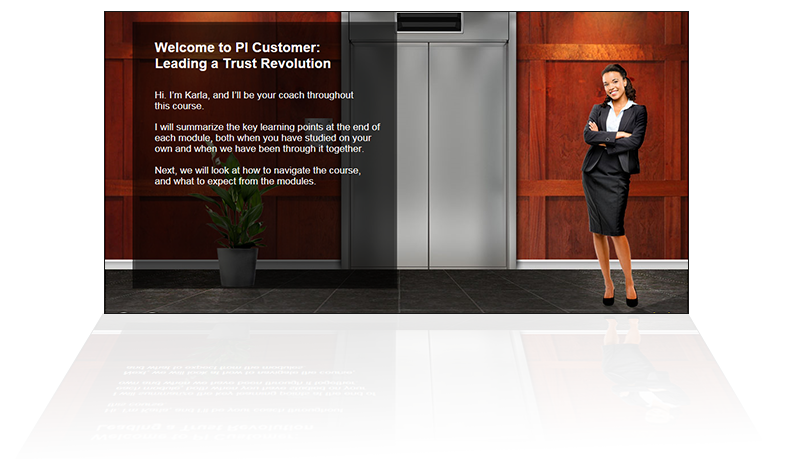 Welcome to PI Customer:
Leading a Trust Revolution
Hi. I'm Karla, and I'll be your coach throughout
this course.
I will summarize the key learning points at the end of
each module, both when you have studied on your
own and when we have been through it together.
Next, we will look at how to navigate the course,
and what to expect from the modules.